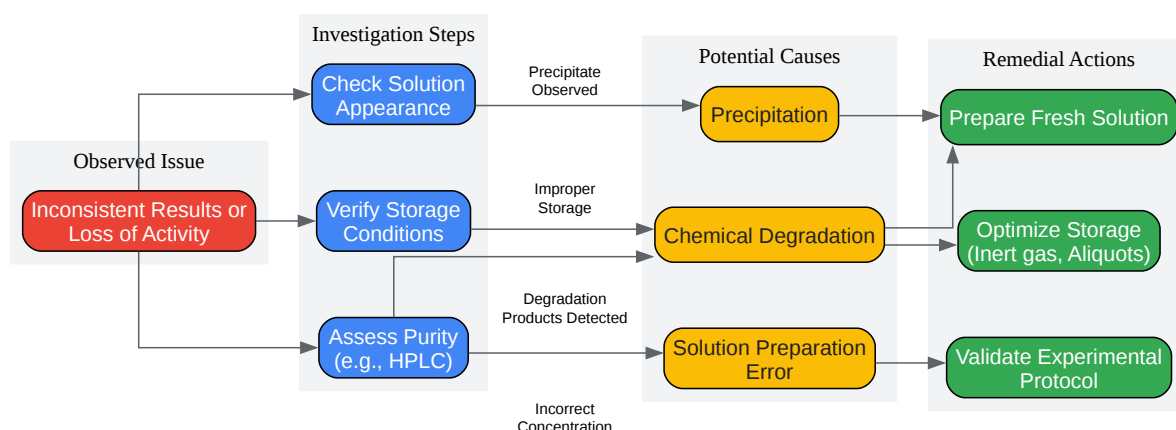 Investigation Steps
Potential Causes
Remedial Actions
Observed Issue
Check Solution
Appearance
Precipitate
Observed
Precipitation
Prepare Fresh Solution
Inconsistent Results or
Loss of Activity
Verify Storage
Conditions
Improper
Storage
Chemical Degradation
Optimize Storage
(Inert gas, Aliquots)
Assess Purity
(e.g., HPLC)
Degradation
Products Detected
Solution Preparation
Error
Validate Experimental
Protocol
Incorrect
Concentration